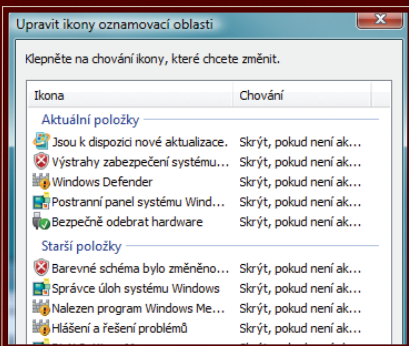 Upravit ikony oznamovací oblasti
Klepněte na chování ikony, které chcete změnit.
Ikona Chování
Aktuální položky
Jsou k dispozici nové aktualizace. Skrýt, pokud není ak...
Výstrahy zabezpečení systému... Skrýt, pokud není ak...
Windows Defender Skrýt, pokud není ak...
Postranní panel systému Wind... Skrýt, pokud není ak...
Bezpečně odebrat hardware Skrýt, pokud není ak...
Starší položky
Barevné schéma bylo změněno... Skrýt, pokud není ak...
Správce úloh systému Windows Skrýt, pokud není ak...
Nalezen program Windows Me... Skrýt, pokud není ak...
Hlášení a řešení problémů Skrýt, pokud není ak...